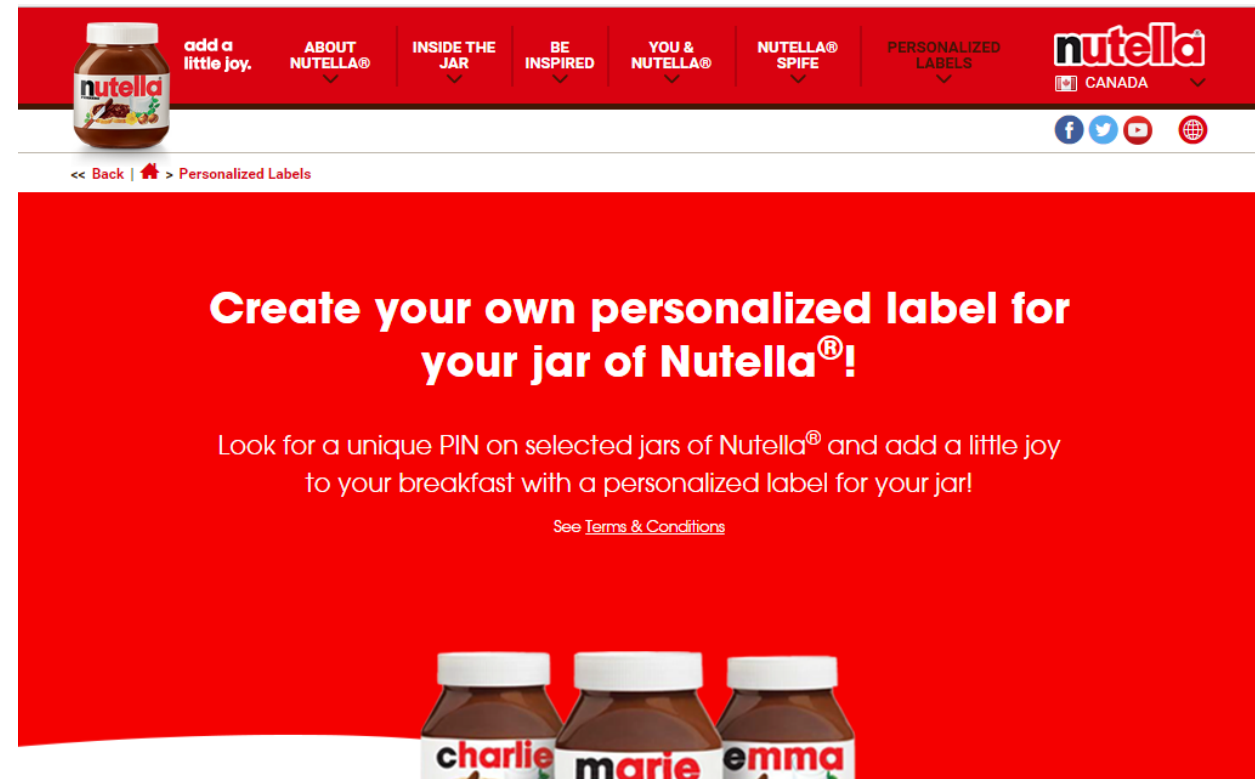 add a
little joy.
ABOUT
NUTELLA®
INSIDE THE
JAR
BE
INSPIRED
YOU &
NUTELLA®
NUTELLA®
SPIFE
PERSONALIZED
LABELS
nutella
CANADA
nutella
<< Back | > Personalized Labels
Create your own personalized label for
your jar of Nutella®!
Look for a unique PIN on selected jars of Nutella® and add a little joy
to your breakfast with a personalized label for your jar!
See Terms & Conditions
charlie
marie
emma